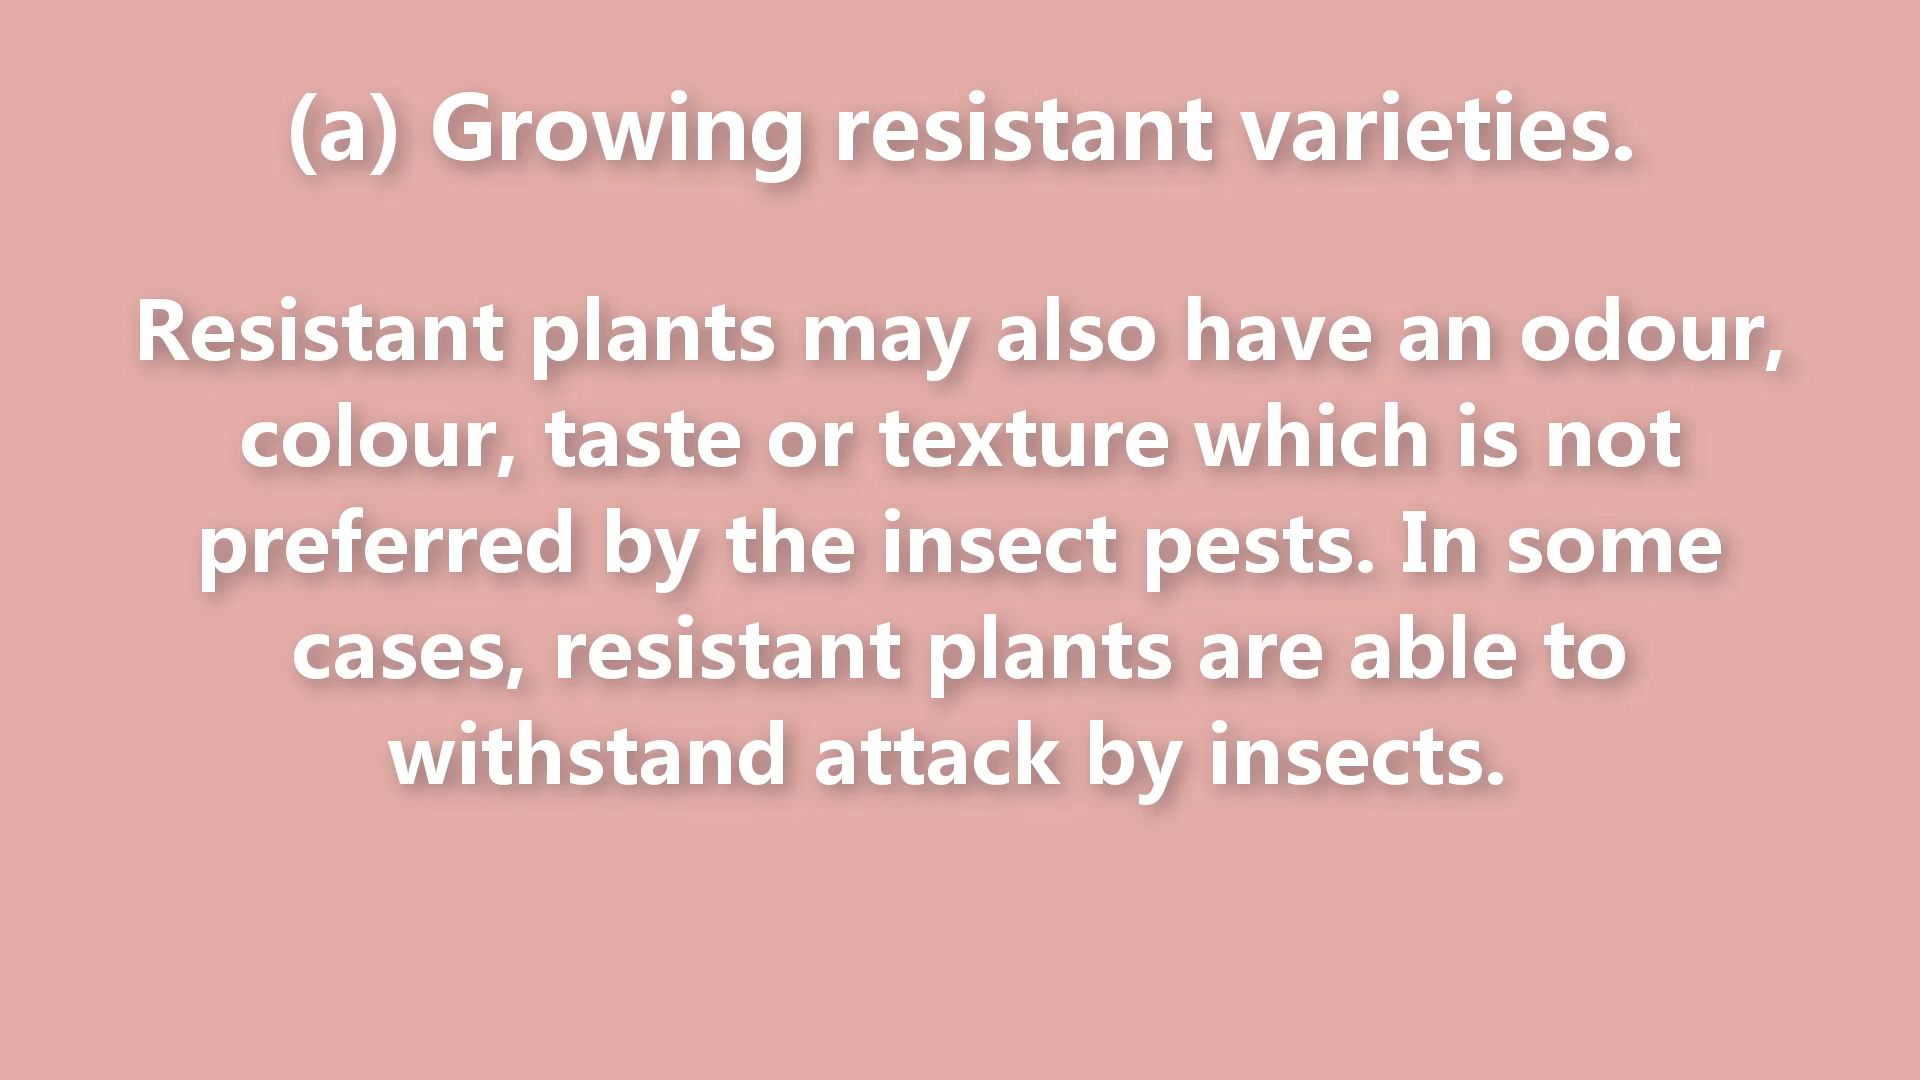 (a) Growing resistant varieties.
Resistant plants may also have an odour,
colour, taste or texture which is not
preferred by the insect pests. In some
cases, resistant plants are able to
withstand attack by insects.